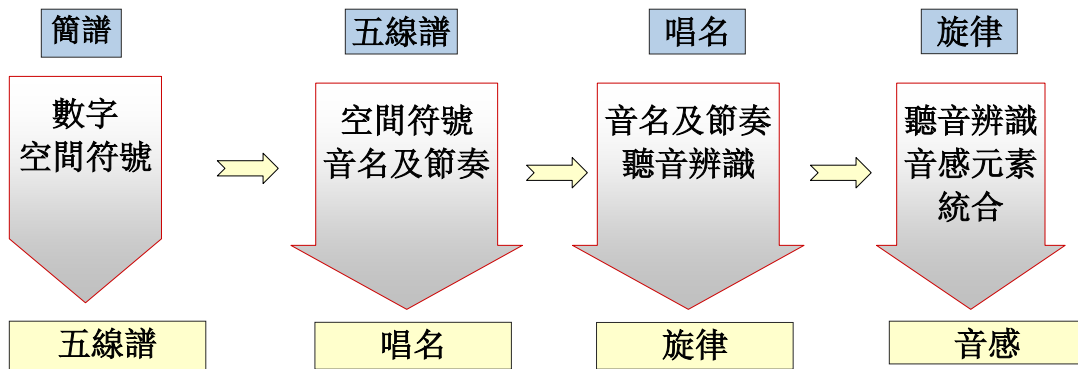 簡譜
五線譜
唱名
旋律
數字
空間符號
空間符號
音名及節奏
音名及節奏
聽音辨識
聽音辨識
音感元素
統合
五線譜
唱名
旋律
音感